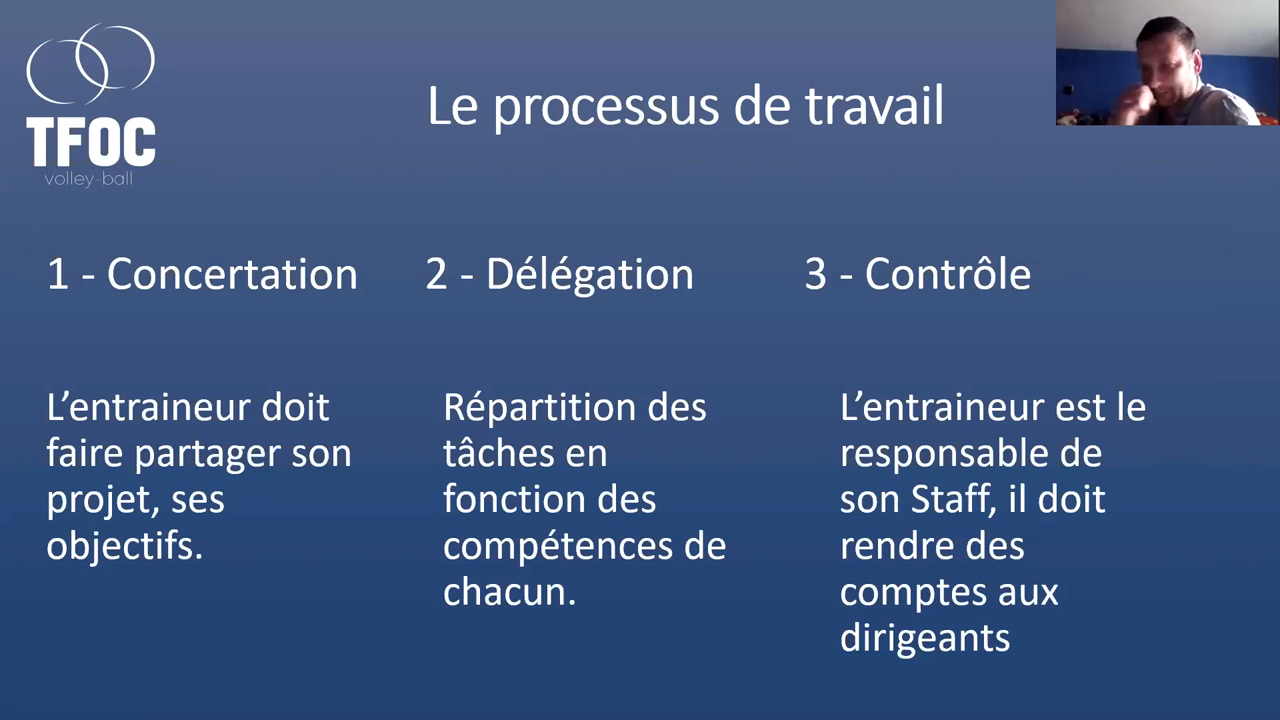 TFOC
volley-ball
Le processus de travail
1 - Concertation
2 - Délégation
3 - Contrôle
L’entraineur doit
faire partager son
projet, ses
objectifs.
Répartition des
tâches en
fonction des
compétences de
chacun.
L’entraineur est le
responsable de
son Staff, il doit
rendre des
comptes aux
dirigeants